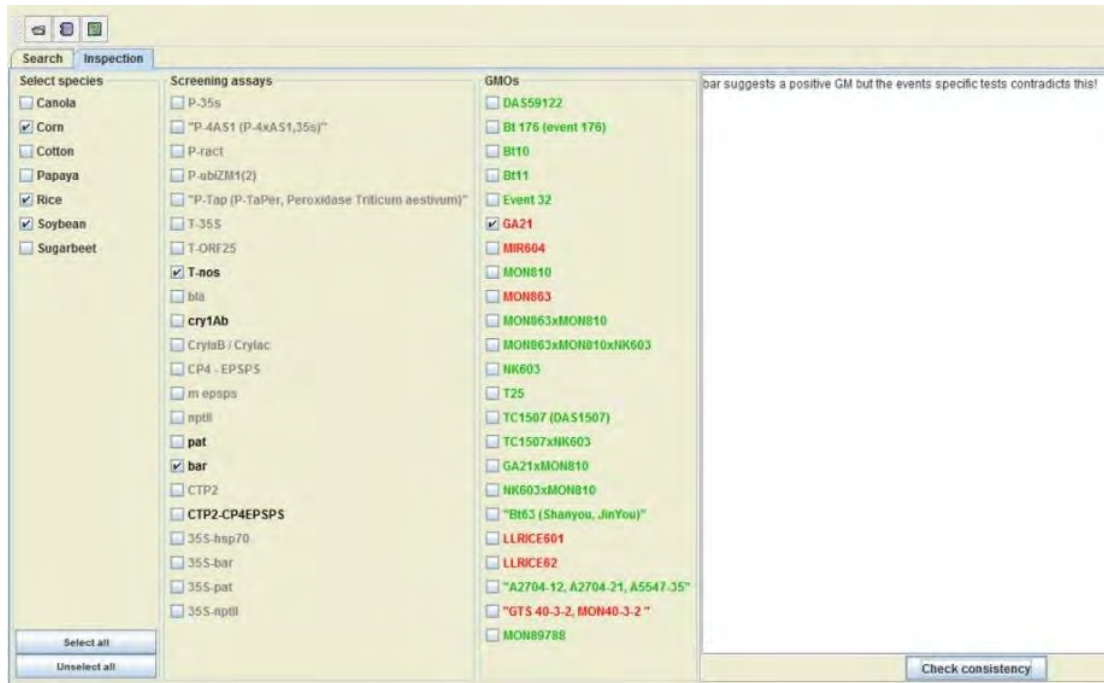 Search Inspection
Select species
Canola
Corn
Cotton
Papaya
Rice
Soybean
Sugarbeet
Select all
Unselect all
Screening assays
P-35s
"P-4AS1 (P-4xAS1,35s)"
P-ract
P-ubiZM1(2)
"P-Tap (P-TaPer, Peroxidase Triticum aestivum)"
T-35S
T-ORF25
T-nos
bla
cry1Ab
CryIaB / CryIac
CP4 - EPSPS
m epsps
nptII
pat
bar
CTP2
CTP2-CP4EPSPS
35S-hsp70
35S-bar
35S-pat
35S-nptII
GMOs
DAS59122
Bt 176 (event 176)
Bt10
Bt11
Event 32
GA21
MIR604
MON810
MON863
MON863xMON810
MON863xMON810xNK603
NK603
T25
TC1507 (DAS1507)
TC1507xNK603
GA21xMON810
NK603xMON810
"Bt63 (Shanyou, JinYou)"
LLRICE601
LLRICE62
"A2704-12, A2704-21, A5547-35"
"GTS 40-3-2, MON40-3-2 "
MON89788
bar suggests a positive GM but the events specific tests contradicts this!
Check consistency